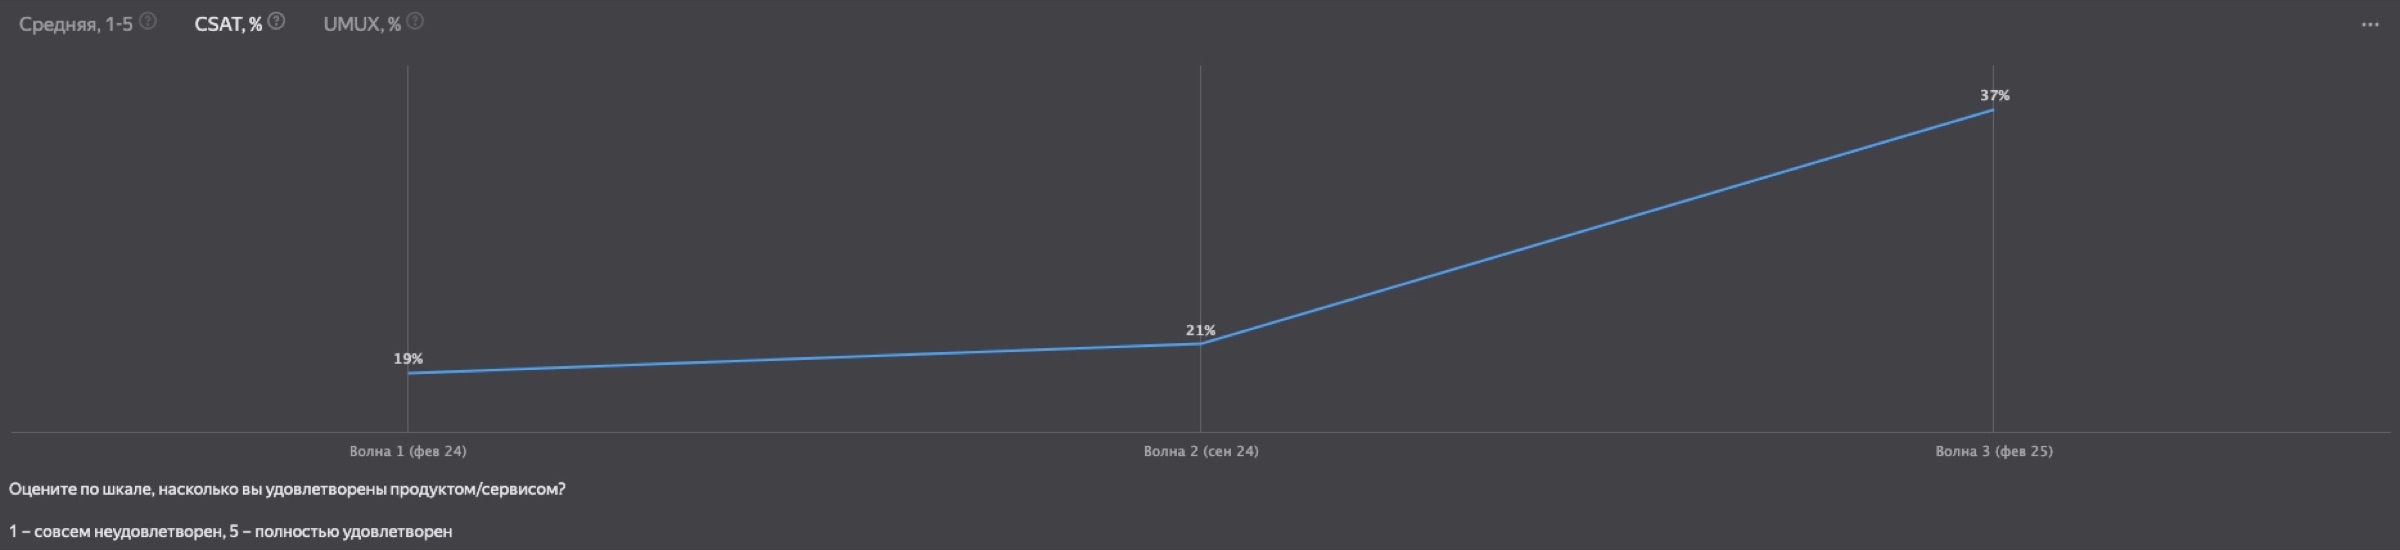 Средняя, 1-5 ? CSAT, % ? UMUX, % ? ...
37%
21%
19%
Волна 1 (фев 24) Волна 2 (сен 24) Волна 3 (фев 25)
Оцените по шкале, насколько вы удовлетворены продуктом/сервисом?
1 – совсем неудовлетворен, 5 – полностью удовлетворен